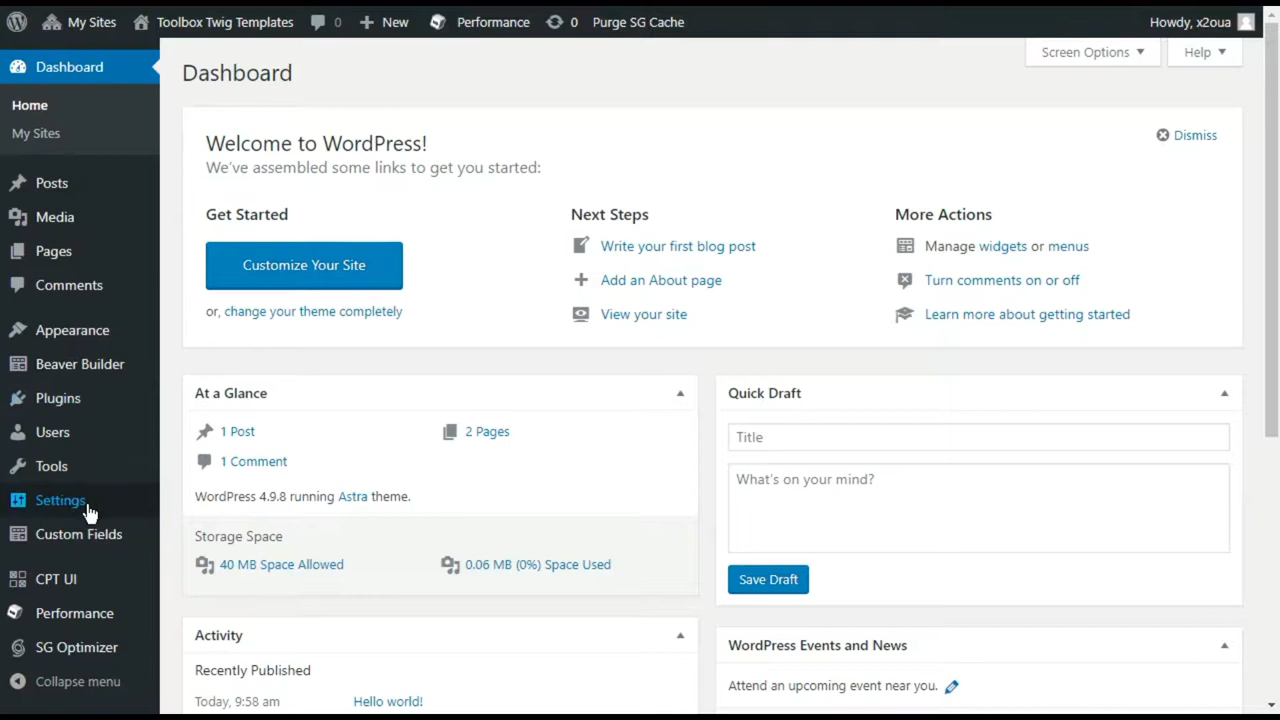 My Sites Toolbox Twig Templates 0 New Performance 0 Purge SG Cache Howdy, x2oua
Dashboard
Home
My Sites
Posts
Media
Pages
Comments
Appearance
Beaver Builder
Plugins
Users
Tools
Settings
Custom Fields
CPT UI
Performance
SG Optimizer
Collapse menu
Screen Options Help
Dashboard
Welcome to WordPress!
We've assembled some links to get you started:
Dismiss
Get Started
Customize Your Site
or, change your theme completely
Next Steps
Write your first blog post
Add an About page
View your site
More Actions
Manage widgets or menus
Turn comments on or off
Learn more about getting started
At a Glance
1 Post 2 Pages
1 Comment
WordPress 4.9.8 running Astra theme.
Storage Space
40 MB Space Allowed 0.06 MB (0%) Space Used
Activity
Recently Published
Today, 9:58 am Hello world!
Quick Draft
Title
What's on your mind?
Save Draft
WordPress Events and News
Attend an upcoming event near you.